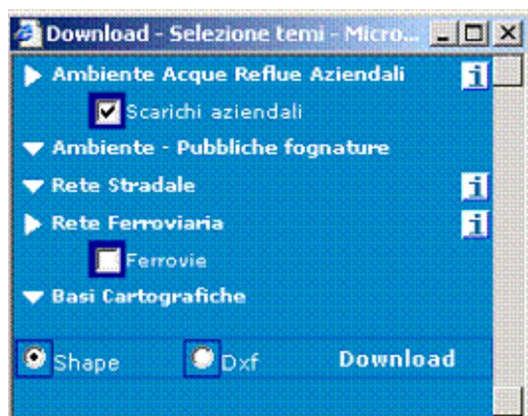 Download - Selezione temi - Micro...
Ambiente Acque Reflue Aziendali i
Scarichi aziendali
Ambiente - Pubbliche fognature
Rete Stradale i
Rete Ferroviaria i
Ferrovie
Basi Cartografiche
Shape Dxf Download